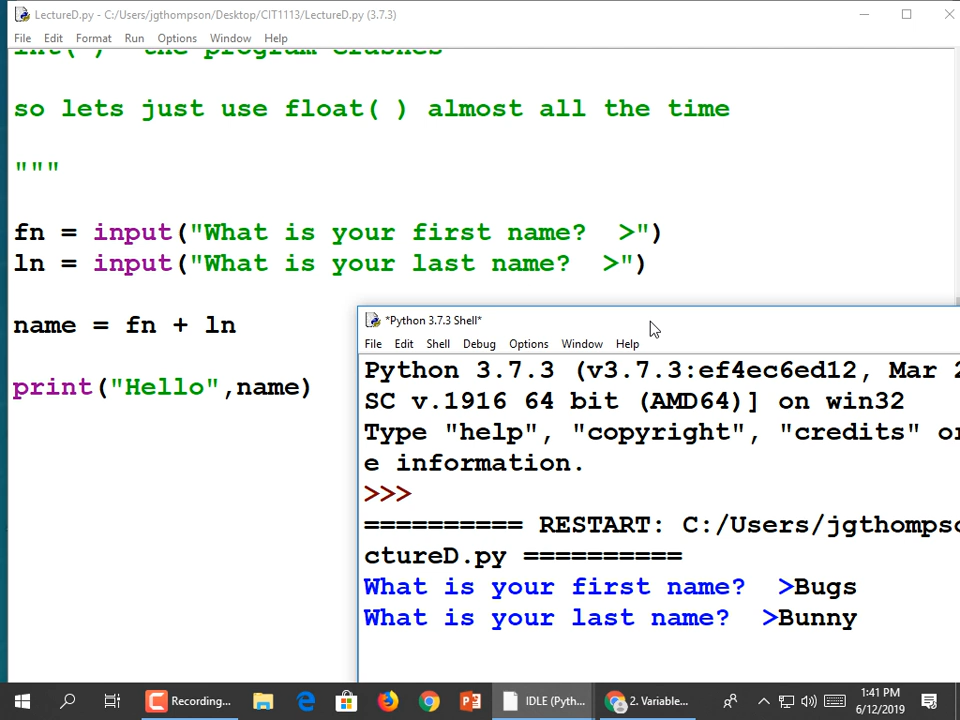 LectureD.py - C:/Users/jgthompson/Desktop/CIT1113/LectureD.py (3.7.3)
File Edit Format Run Options Window Help
int( )  the program crashes
so lets just use float( ) almost all the time
"""
fn = input("What is your first name?  >")
ln = input("What is your last name?  >")
name = fn + ln
print("Hello",name)
*Python 3.7.3 Shell*
File Edit Shell Debug Options Window Help
Python 3.7.3 (v3.7.3:ef4ec6ed12, Mar 2
SC v.1916 64 bit (AMD64)] on win32
Type "help", "copyright", "credits" or
e information.
>>>
========== RESTART: C:/Users/jgthompso
ctureD.py ==========
What is your first name?  >Bugs
What is your last name?  >Bunny
Recording...
IDLE (Pyth...
2. Variable...
1:41 PM
6/12/2019